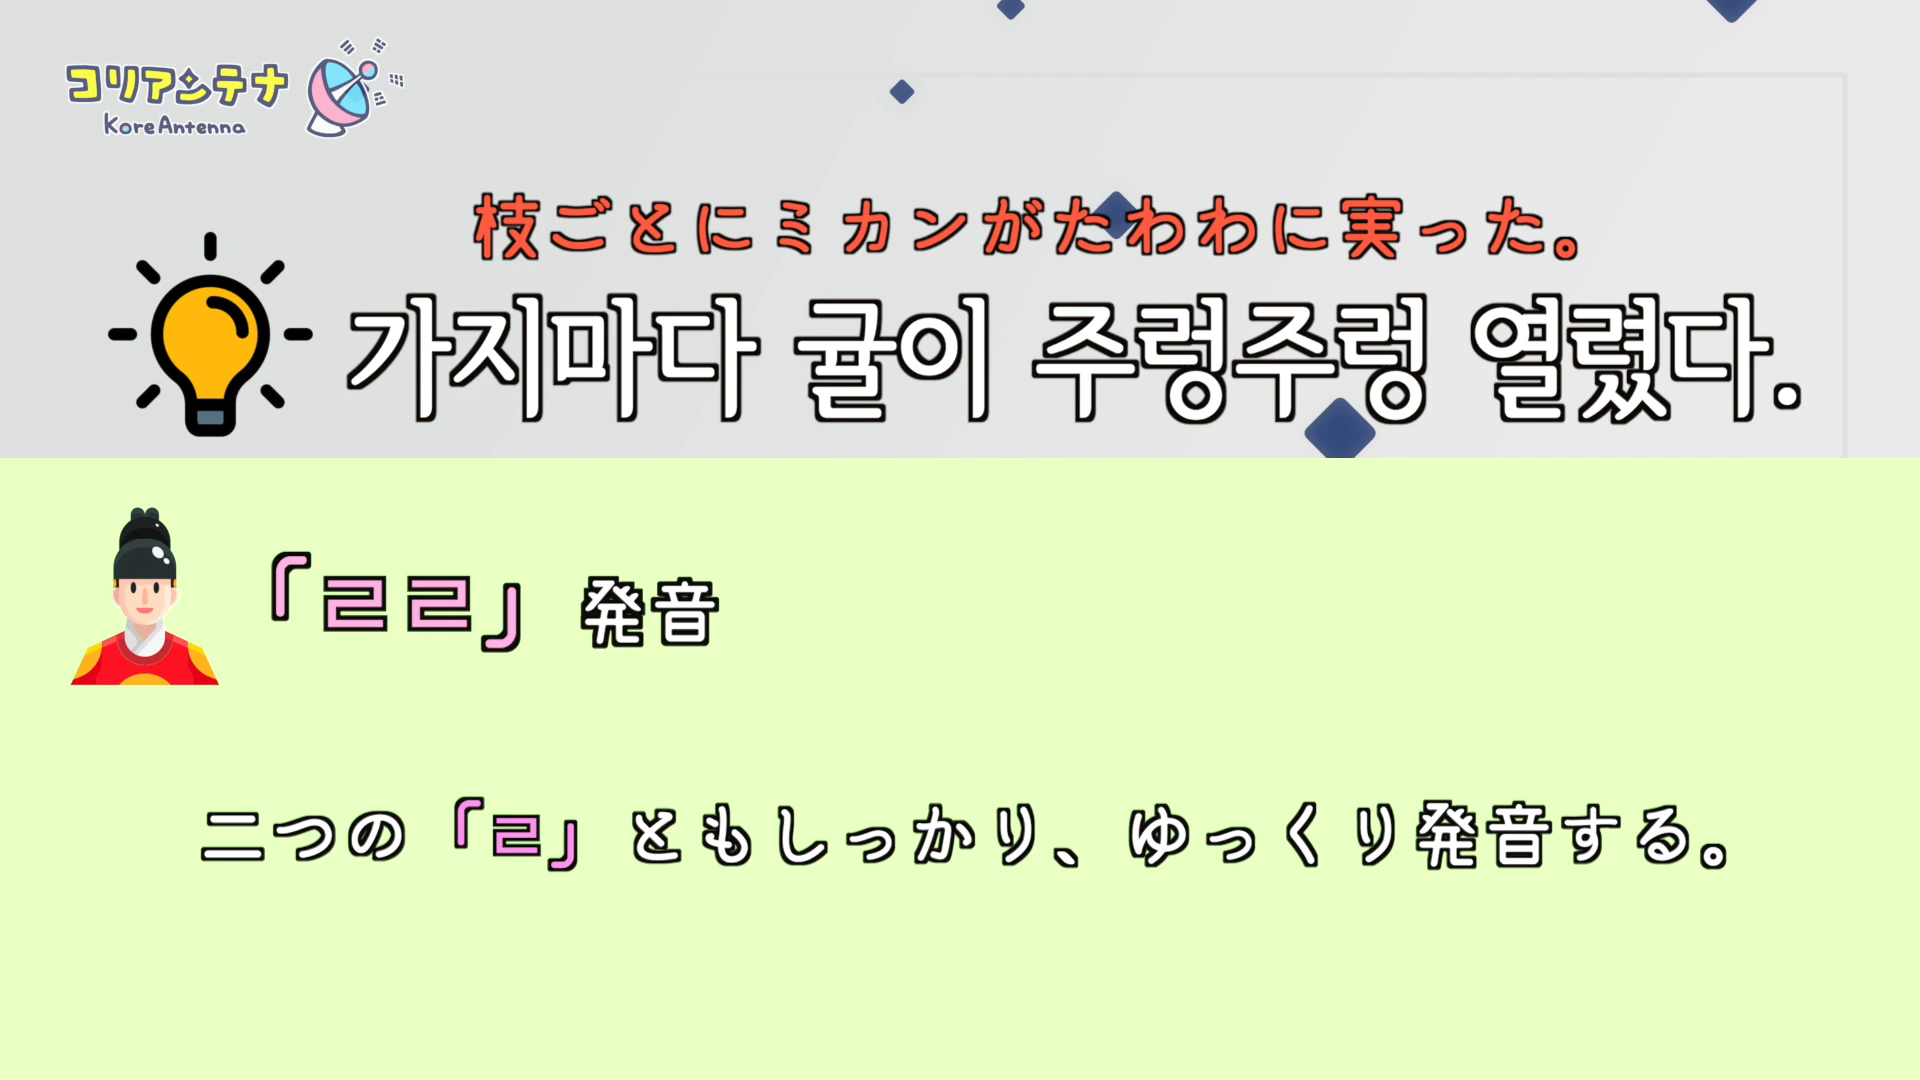 コリアンテナ
KoreAntenna
枝ごとにミカンがたわわに実った。
가지마다 귤이 주렁주렁 열렸다.
「ㄹㄹ」発音
二つの「ㄹ」ともしっかり、ゆっくり発音する。